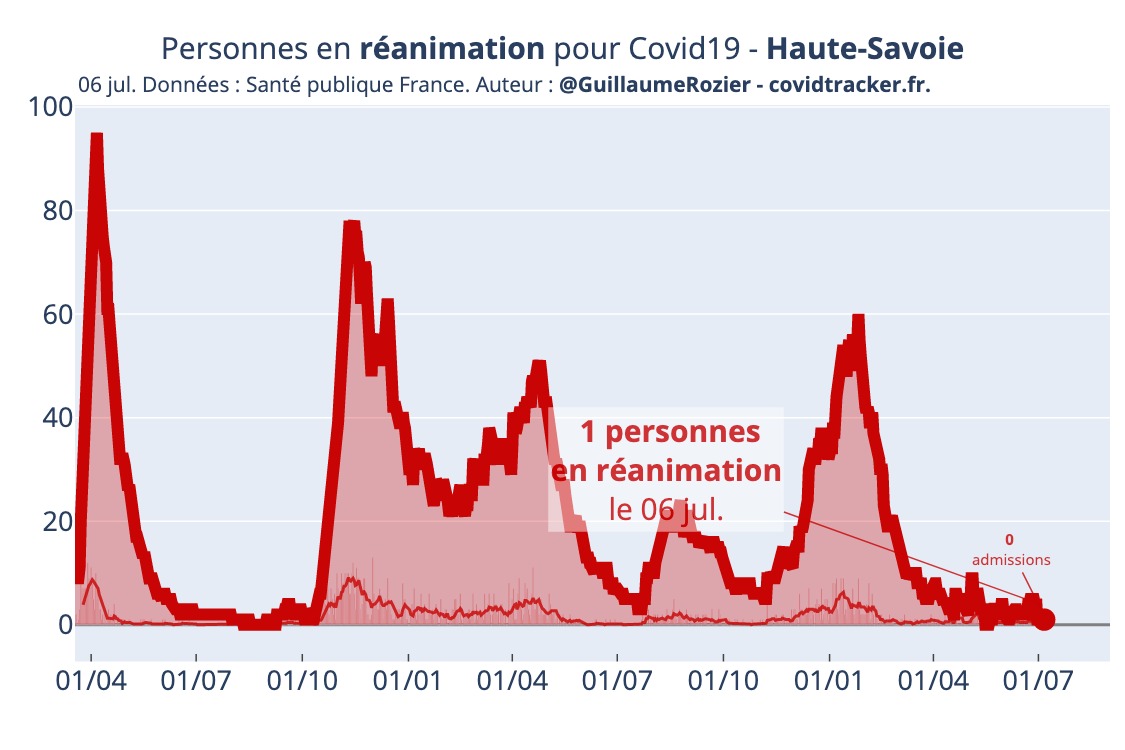 Personnes en réanimation pour Covid19 - Haute-Savoie
06 jul. Données : Santé publique France. Auteur : @GuillaumeRozier - covidtracker.fr.
100
80
60
40
20
0
1 personnes
en réanimation
le 06 jul.
0
admissions
01/04 01/07 01/10 01/01 01/04 01/07 01/10 01/01 01/04 01/07